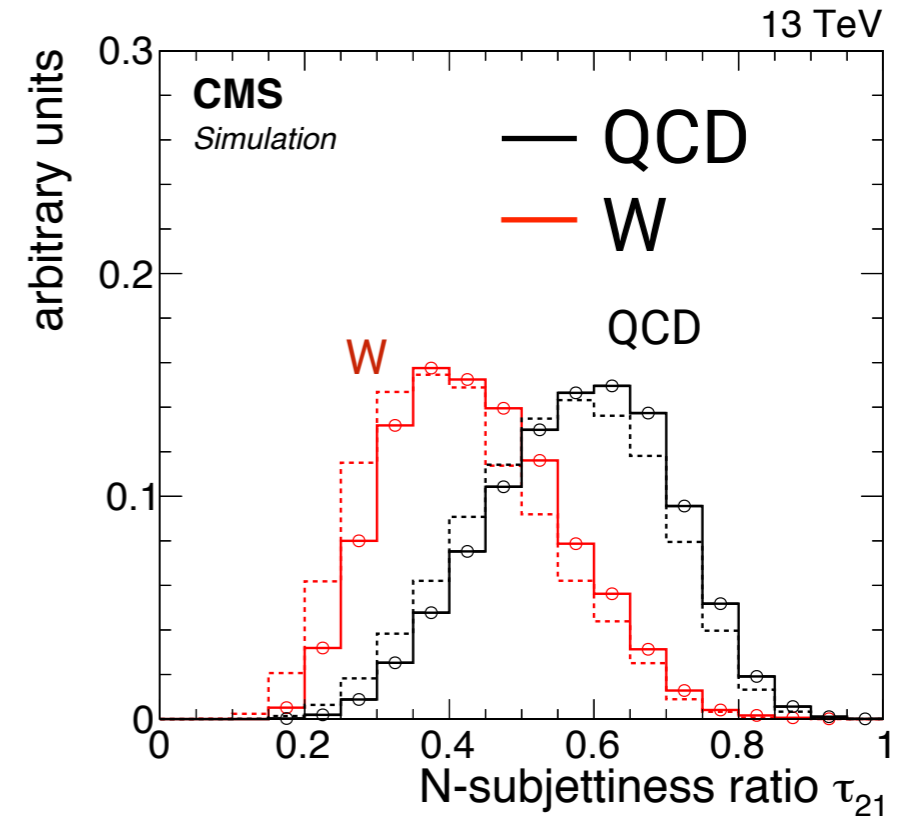 13 TeV
arbitrary units
0.3
CMS
Simulation
QCD
W
0.2
QCD
W
0.1
0
0 0.2 0.4 0.6 0.8 1
N-subjettiness ratio τ21